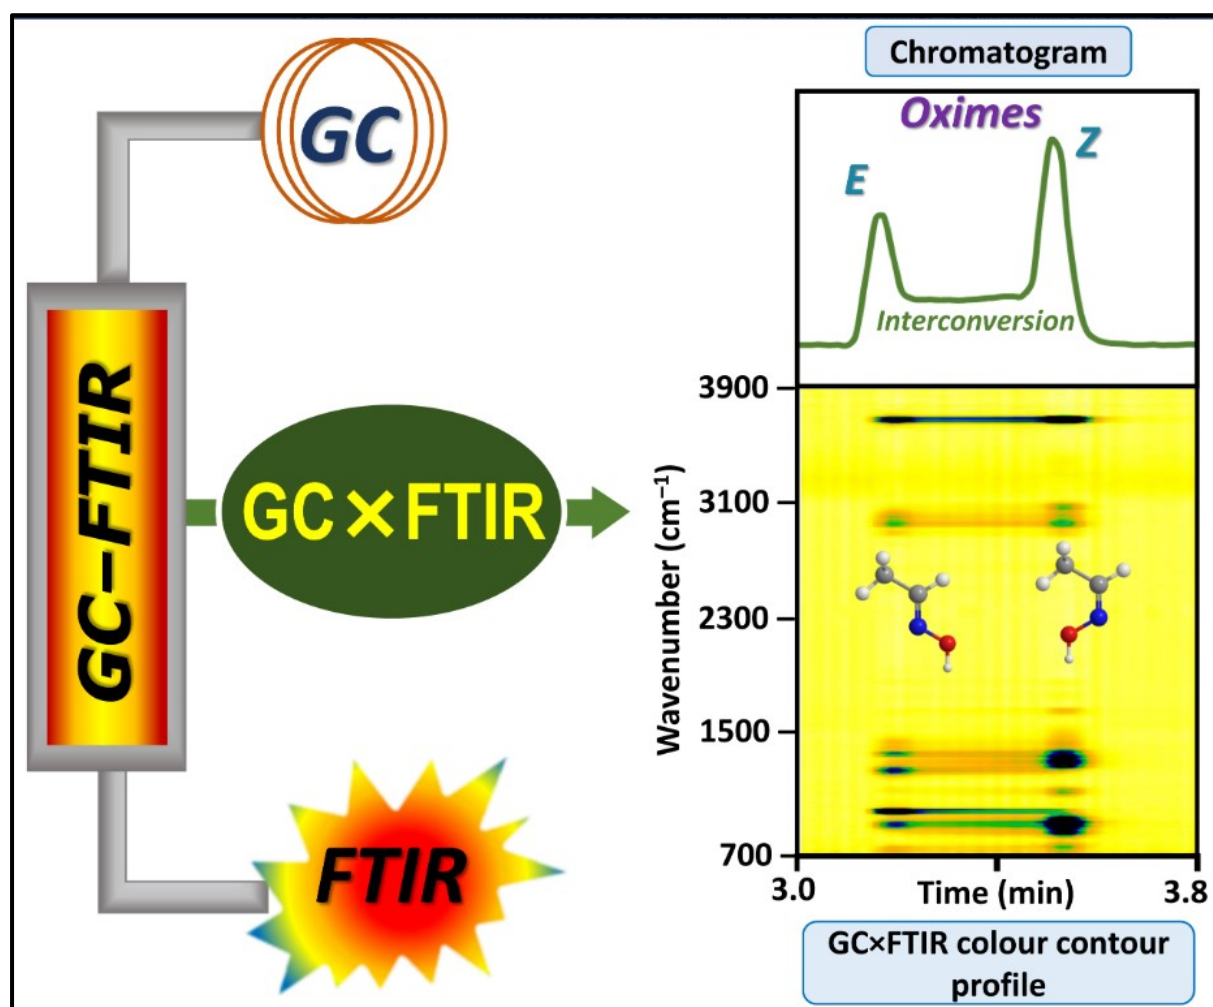 GC
GC–FTIR
GC×FTIR
FTIR
Chromatogram
Oximes
E
Z
Interconversion
3900
3100
2300
1500
700
Wavenumber (cm⁻¹)
3.0
Time (min)
3.8
GC×FTIR colour contour
profile